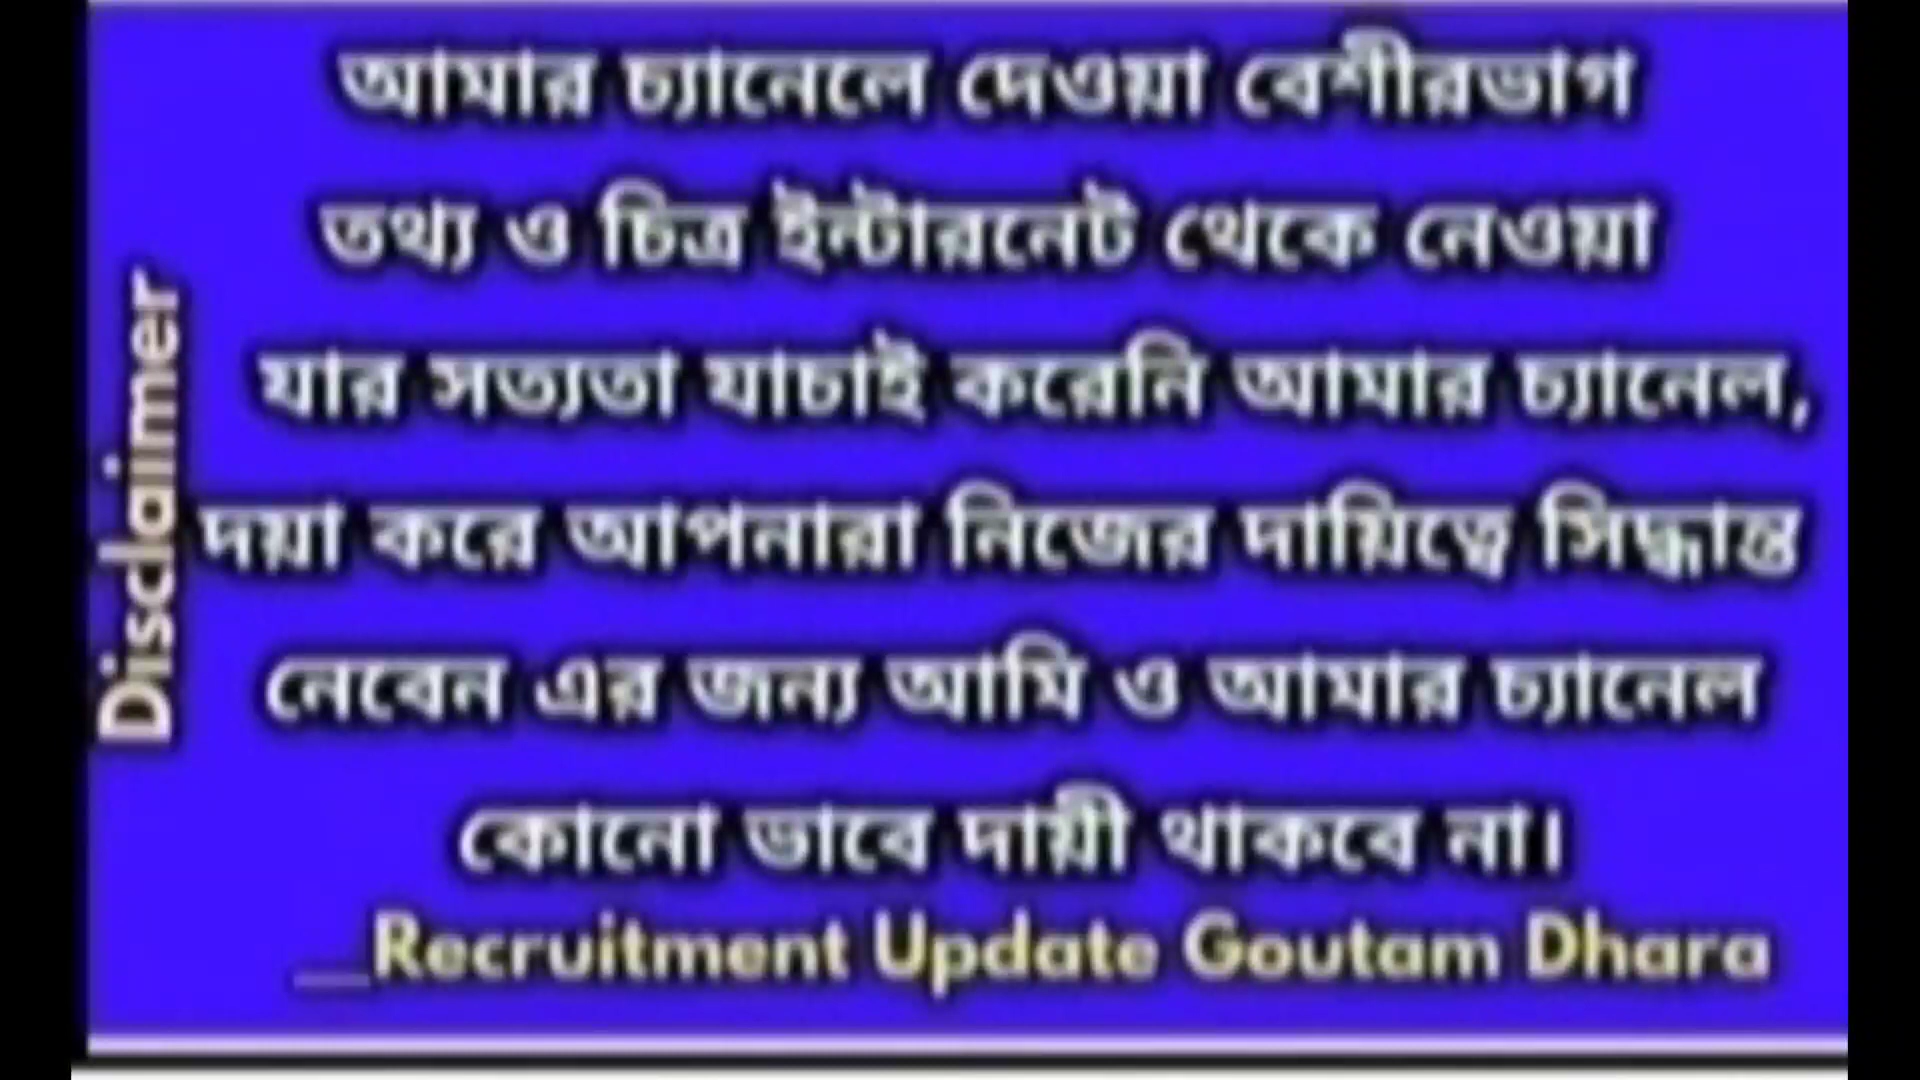 আমার চ্যানেলে দেওয়া বেশীরভাগ
তথ্য ও চিত্র ইন্টারনেট থেকে নেওয়া
যার সত্যতা যাচাই করেনি আমার চ্যানেল,
দয়া করে আপনারা নিজের দায়িত্বে সিদ্ধান্ত
নেবেন এর জন্য আমি ও আমার চ্যানেল
কোনো ভাবে দায়ী থাকবে না।
__Recruitment Update Goutam Dhara
Disclaimer